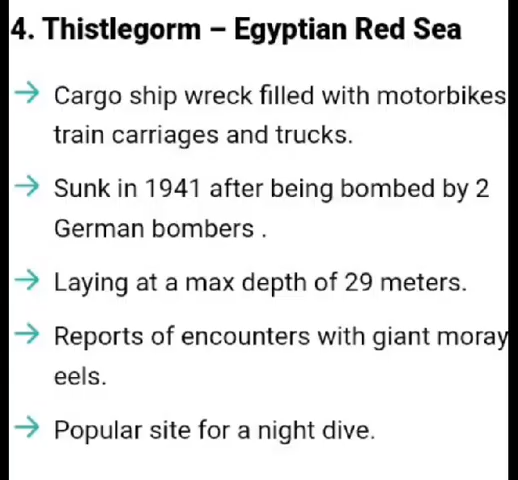 4. Thistlegorm – Egyptian Red Sea
→ Cargo ship wreck filled with motorbikes
train carriages and trucks.
→ Sunk in 1941 after being bombed by 2
German bombers .
→ Laying at a max depth of 29 meters.
→ Reports of encounters with giant moray
eels.
→ Popular site for a night dive.